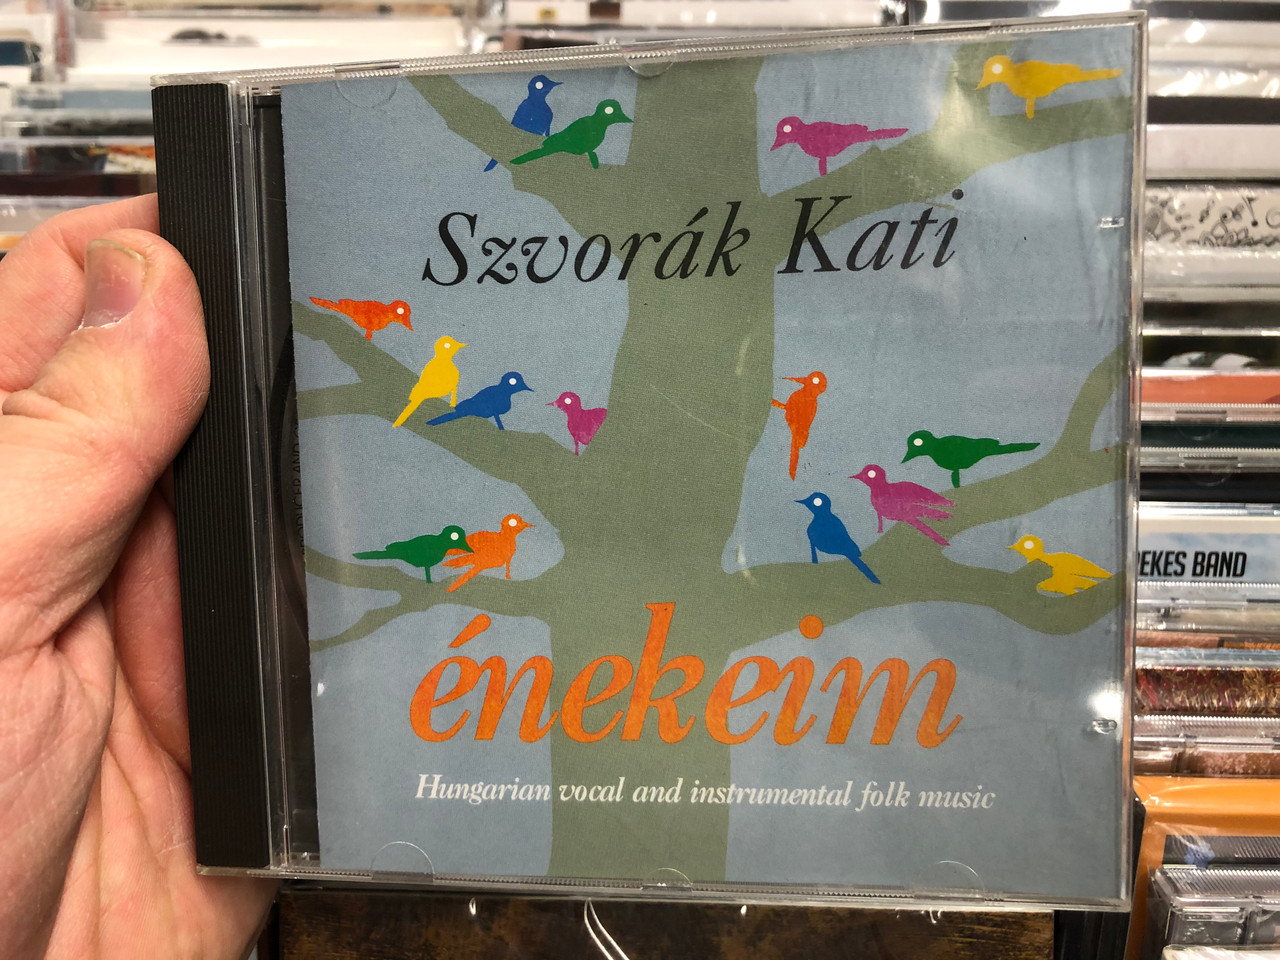 Szvorák Kati
énekeim
Hungarian vocal and instrumental folk music
EKES BAND